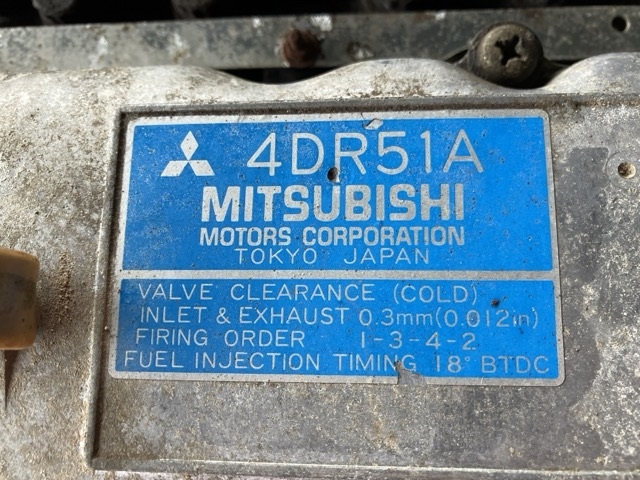 4DR51A
MITSUBISHI
MOTORS CORPORATION
TOKYO JAPAN
VALVE CLEARANCE (COLD)
INLET & EXHAUST 0.3mm(0.012in)
FIRING ORDER 1-3-4-2
FUEL INJECTION TIMING 18° BTDC